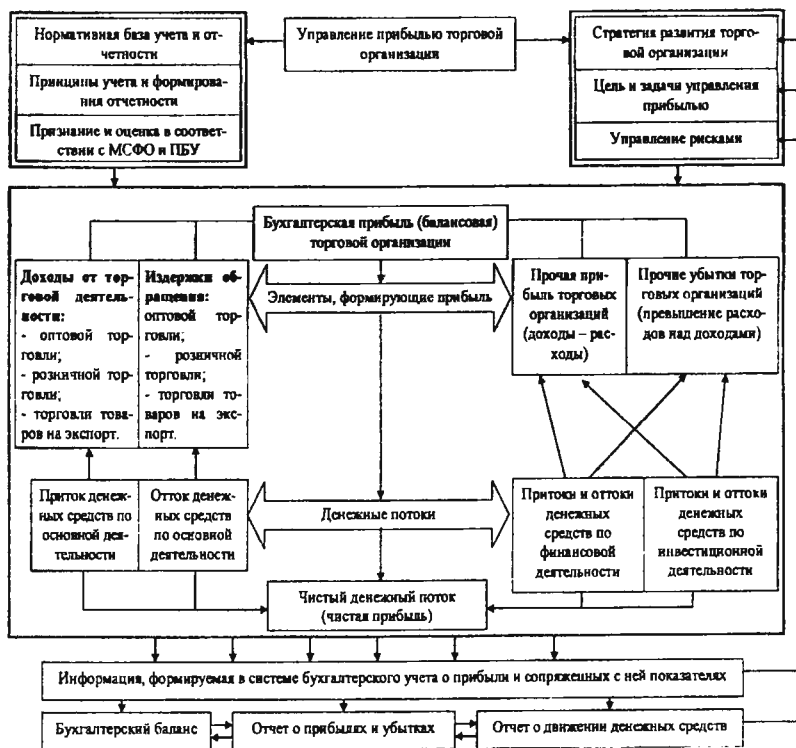 Нормативная база учета и от-
четности
Принципы учета и формирова-
ния отчетности
Признание и оценка в соответ-
ствии с МСФО и ПБУ
Управление прибылью торговой
организации
Стратегия развития торго-
вой организации
Цель и задачи управления
прибылью
Управление рисками
Бухгалтерская прибыль (балансовая)
торговой организации
Доходы от тор-
говой деятель-
ности:
- оптовой тор-
говли;
- розничной тор-
говли;
- торговли това-
ров на экспорт.
Издержки об-
ращения:
оптовой тор-
говли;
- розничной
торговли;
- торговли то-
варов на экс-
порт.
Элементы, формирующие прибыль
Прочая при-
быль торговых
организаций
(доходы – рас-
ходы)
Прочие убытки тор-
говых организаций
(превышение расхо-
дов над доходами)
Приток денеж-
ных средств по
основной дея-
тельности
Отток денеж-
ных средств
по основной
деятельности
Денежные потоки
Притоки и оттоки
денежных
средств по
финансовой
деятельности
Притоки и оттоки
денежных
средств по
инвестиционной
деятельности
Чистый денежный поток
(чистая прибыль)
Информация, формируемая в системе бухгалтерского учета о прибыли и сопряженных с ней показателях
Бухгалтерский баланс
Отчет о прибылях и убытках
Отчет о движении денежных средств